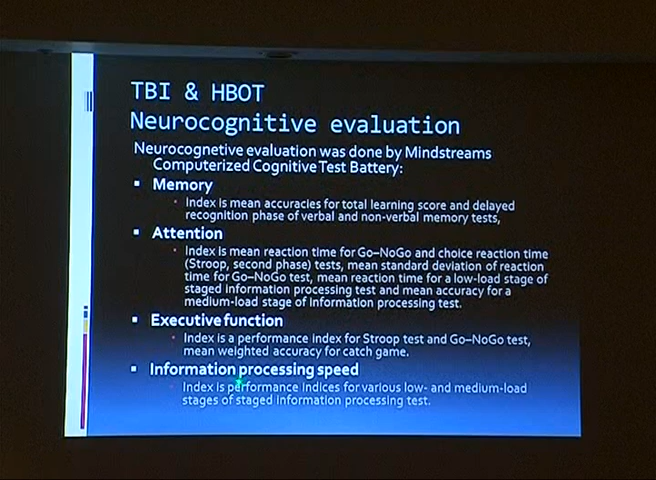 TBI & HBOT
Neurocognitive evaluation
Neurocognetive evaluation was done by Mindstreams
Computerized Cognitive Test Battery:
▪ Memory
• Index is mean accuracies for total learning score and delayed
recognition phase of verbal and non-verbal memory tests,
▪ Attention
• Index is mean reaction time for Go–NoGo and choice reaction time
(Stroop, second phase) tests, mean standard deviation of reaction
time for Go–NoGo test, mean reaction time for a low-load stage of
staged information processing test and mean accuracy for a
medium-load stage of information processing test.
▪ Executive function
• Index is a performance index for Stroop test and Go–NoGo test,
mean weighted accuracy for catch game.
▪ Information processing speed
• Index is performance indices for various low- and medium-load
stages of staged information processing test.